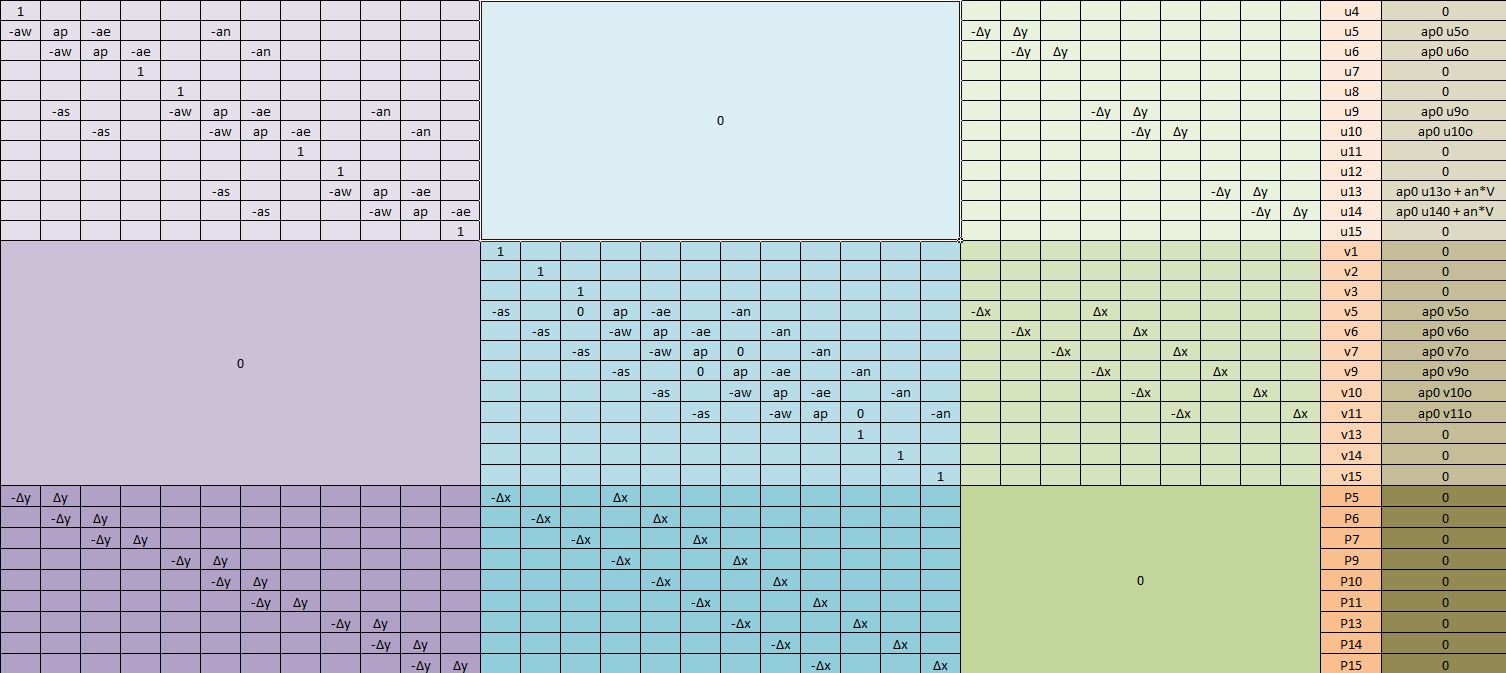 1 u4 0
-aw ap -ae -an -Δy Δy u5 ap0 u5o
-aw ap -ae -an -Δy Δy u6 ap0 u6o
1 u7 0
1 u8 0
-as -aw ap -ae -an 0 -Δy Δy u9 ap0 u9o
-as -aw ap -ae -an -Δy Δy u10 ap0 u10o
1 u11 0
1 u12 0
-as -aw ap -ae -Δy Δy u13 ap0 u13o + an*V
-as -aw ap -ae -Δy Δy u14 ap0 u140 + an*V
1 u15 0
1 v1 0
1 v2 0
1 v3 0
-as 0 ap -ae -an -Δx Δx v5 ap0 v5o
-as -aw ap -ae -an -Δx Δx v6 ap0 v6o
0 -as -aw ap 0 -an -Δx Δx v7 ap0 v7o
-as 0 ap -ae -an -Δx Δx v9 ap0 v9o
-as -aw ap -ae -an -Δx Δx v10 ap0 v10o
-as -aw ap 0 -an -Δx Δx v11 ap0 v11o
1 v13 0
1 v14 0
1 v15 0
-Δy Δy -Δx Δx P5 0
-Δy Δy -Δx Δx P6 0
-Δy Δy -Δx Δx P7 0
-Δy Δy -Δx Δx P9 0
-Δy Δy -Δx Δx 0 P10 0
-Δy Δy -Δx Δx P11 0
-Δy Δy -Δx Δx P13 0
-Δy Δy -Δx Δx P14 0
-Δy Δy -Δx Δx P15 0